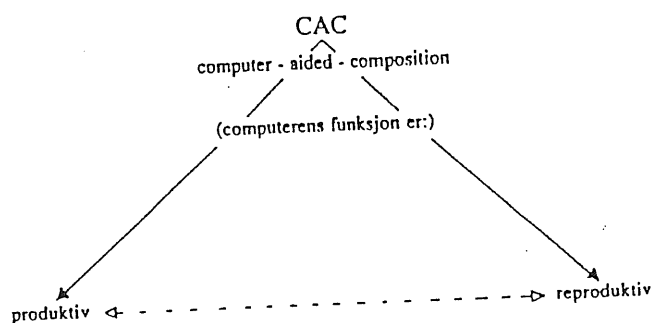 CAC
computer - aided - composition
(computerens funksjon er:)
produktiv
reproduktiv